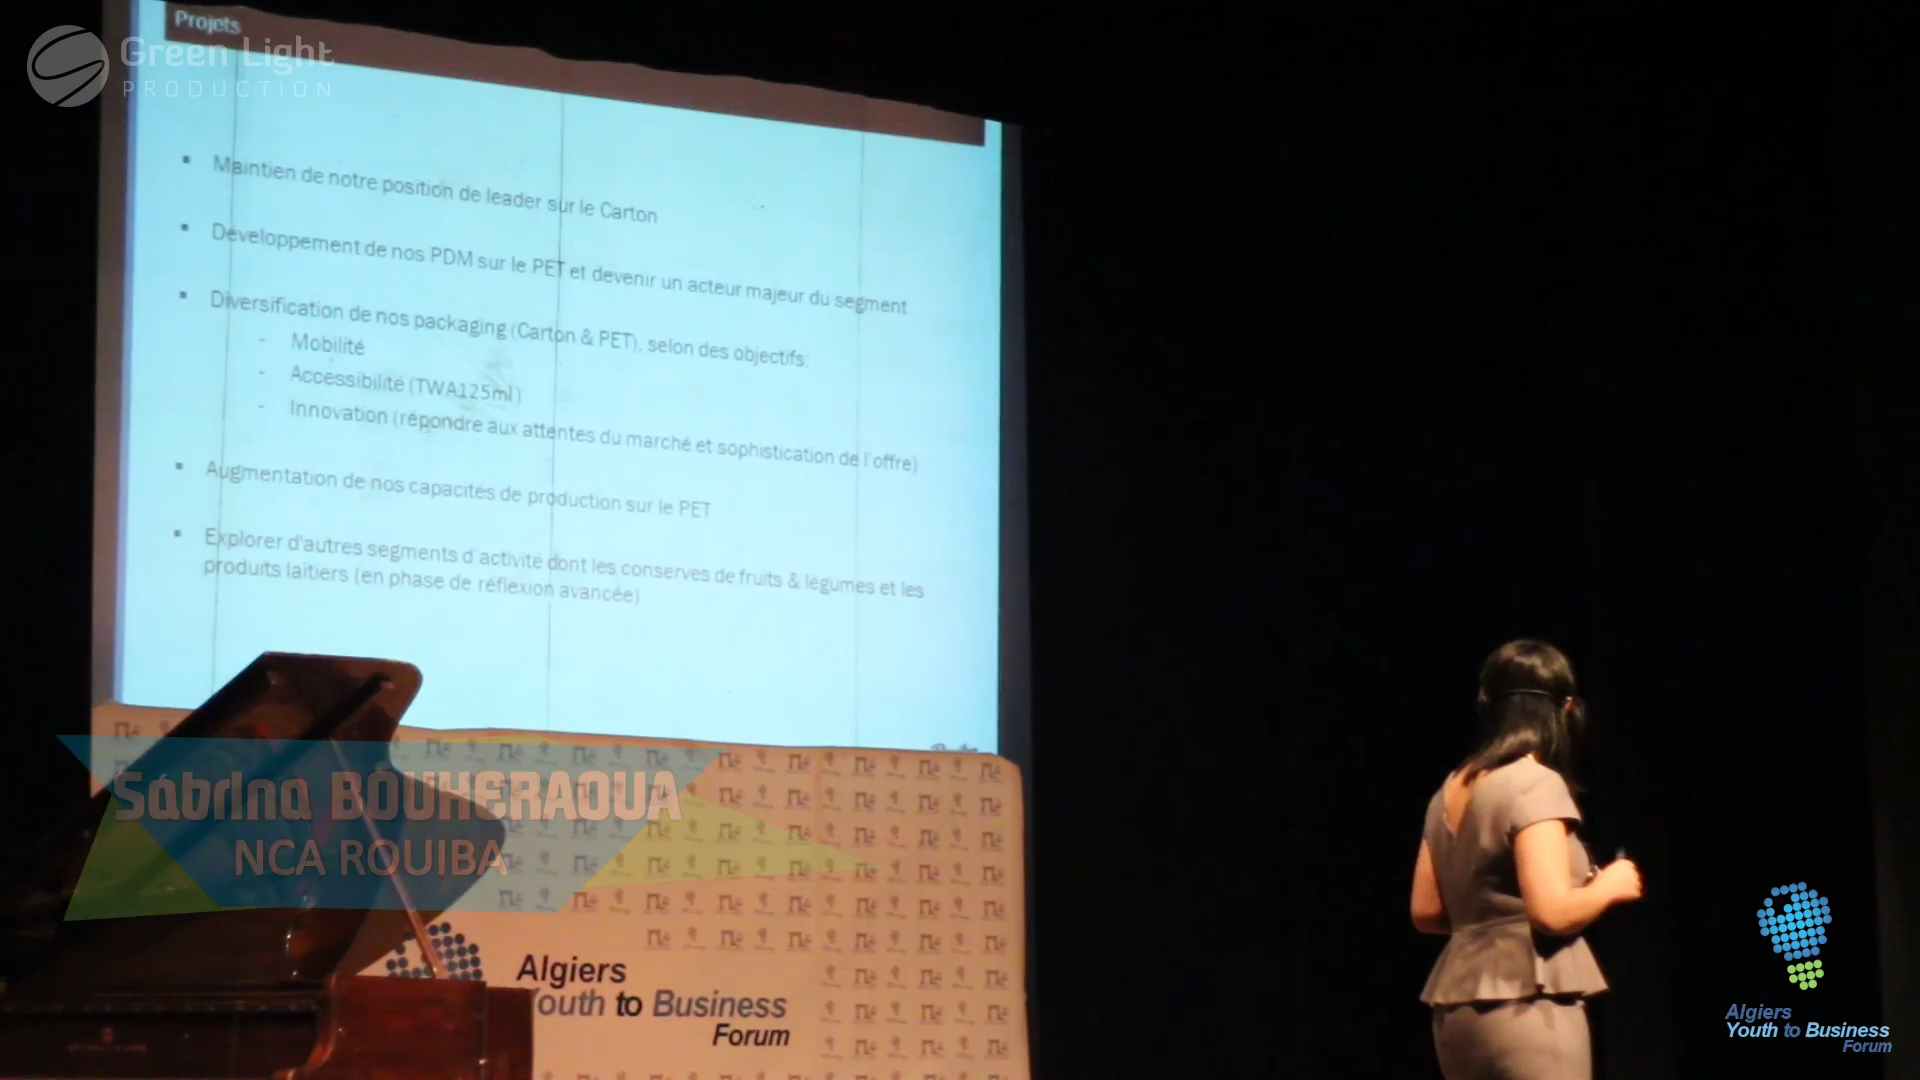 Projets
Green Light
PRODUCTION
Maintien de notre position de leader sur le Carton
Développement de nos PDM sur le PET et devenir un acteur majeur du segment
Diversification de nos packaging (Carton & PET), selon des objectifs:
- Mobilité
- Accessibilité (TWA125ml)
- Innovation (répondre aux attentes du marché et sophistication de l'offre)
Augmentation de nos capacités de production sur le PET
Explorer d'autres segments d'activité dont les conserves de fruits & légumes et les
produits laitiers (en phase de réflexion avancée)
Sabrina BOUHERAOUA
NCA ROUIBA
Algiers
Youth to Business
Forum
Algiers
Youth to Business
Forum